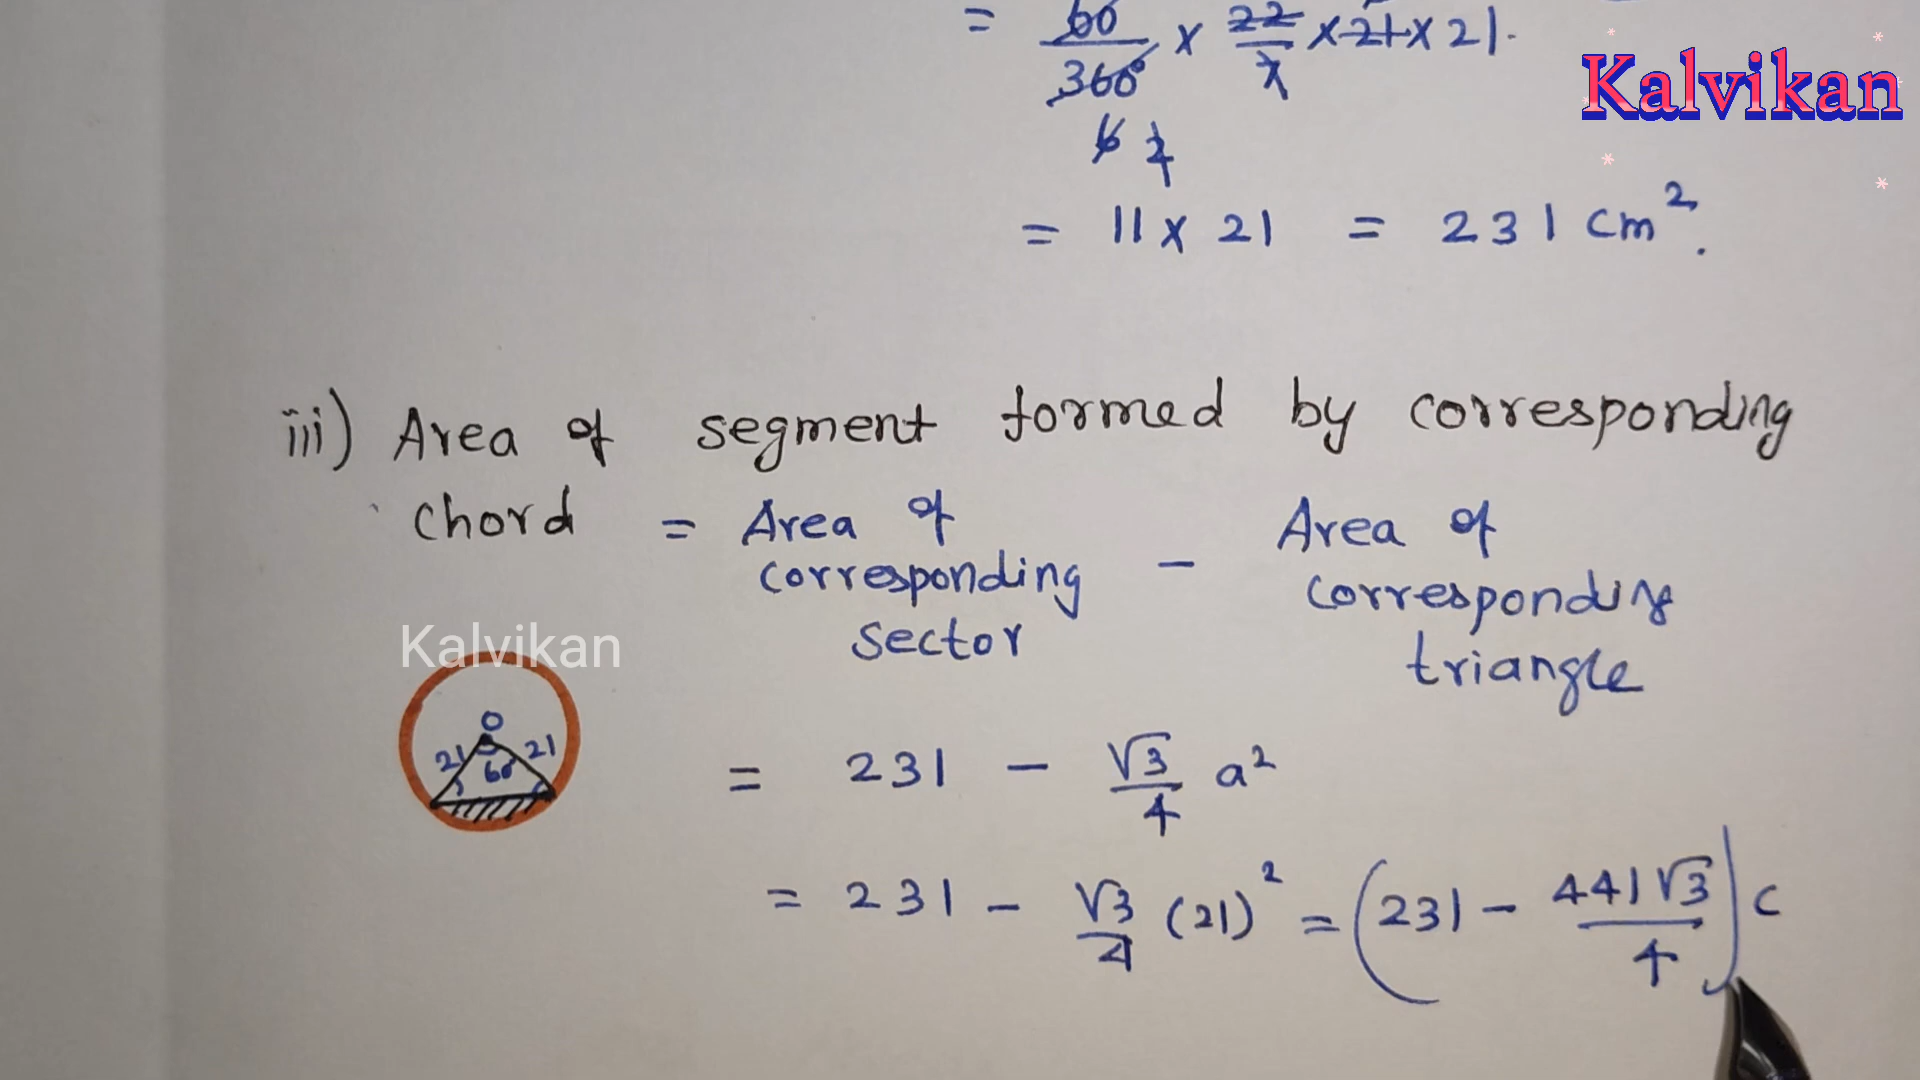 = 60/360° × 22/7 × 21 × 21.
Kalvikan
6 2
= 11 × 21 = 231 cm².
iii) Area of segment formed by corresponding
chord = Area of corresponding sector − Area of corresponding triangle
Kalvikan
O
21 21
60°
= 231 − √3/4 a²
= 231 − √3/4 (21)² = (231 − 441√3/4) c